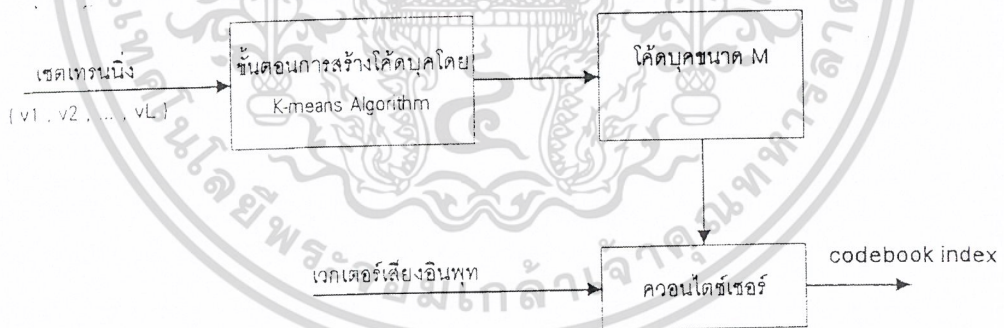 เซตเทรนนิ่ง
( v1 , v2 , ... , vL )
ขั้นตอนการสร้างโค้ดบุคโดย
K-means Algorithm
โค้ดบุคขนาด M
เวกเตอร์เสียงอินพุท
ควอนไตซ์เซอร์
codebook index